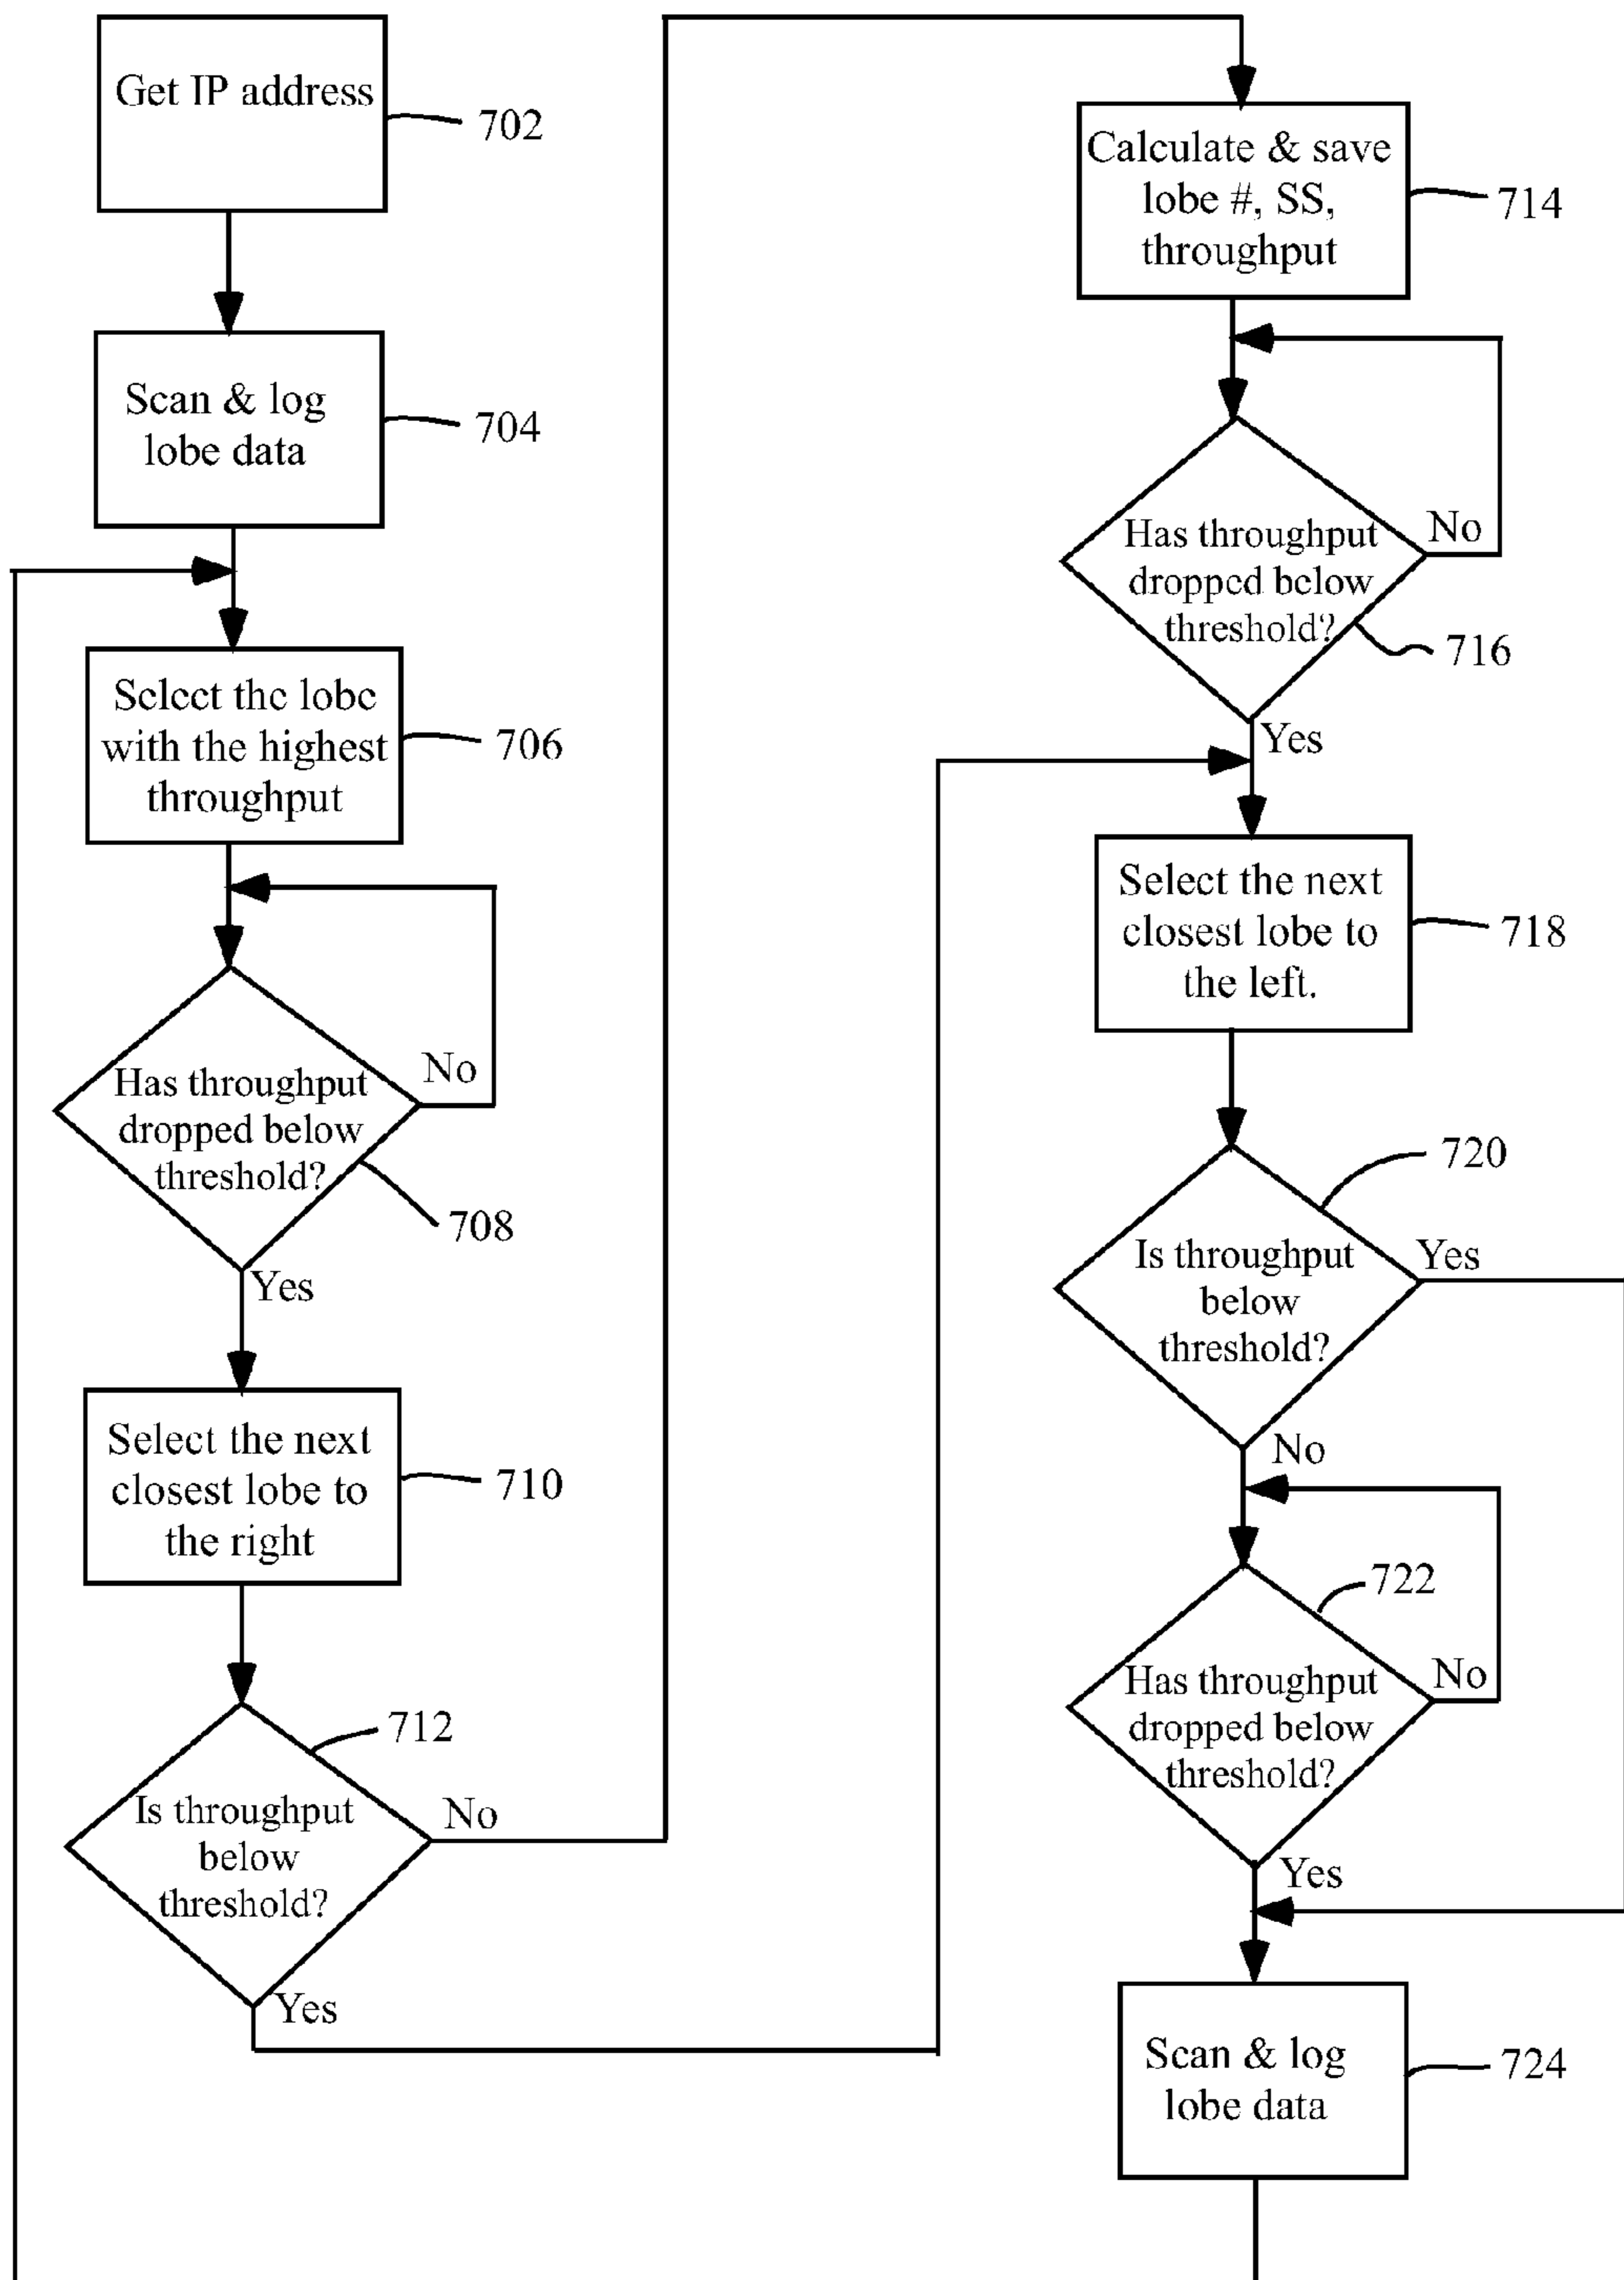 Get IP address
702
Scan & log
lobe data
704
Select the lobe
with the highest
throughput
706
Has throughput
dropped below
threshold?
No
708
Yes
Select the next
closest lobe to
the right
710
712
Is throughput
below
threshold?
No
Yes
Calculate & save
lobe #, SS,
throughput
714
Has throughput
dropped below
threshold?
No
716
Yes
Select the next
closest lobe to
the left.
718
720
Is throughput
below
threshold?
Yes
No
722
Has throughput
dropped below
threshold?
No
Yes
Scan & log
lobe data
724